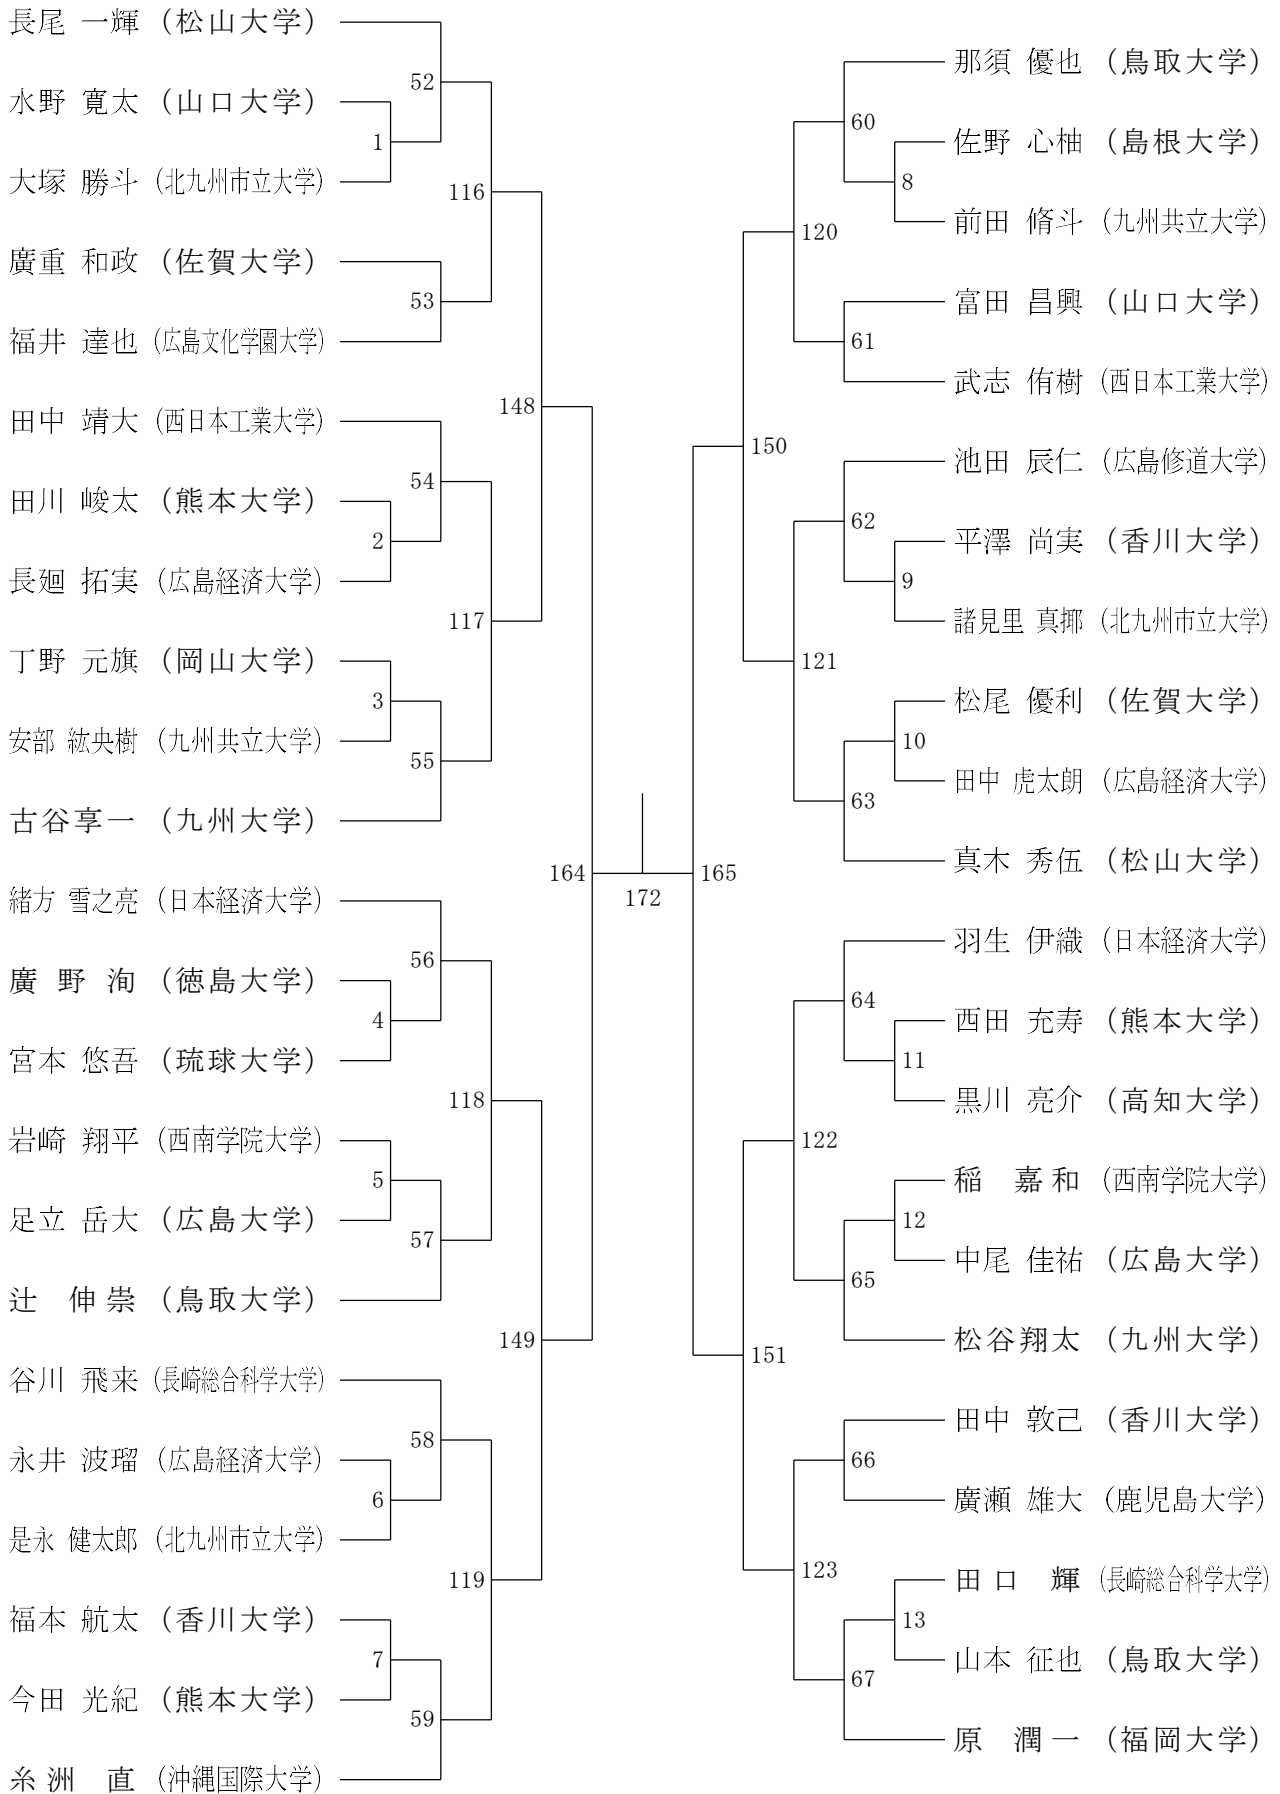 長尾 一輝 (松山大学)
52
水野 寛太 (山口大学)
1
大塚 勝斗 (北九州市立大学)
116
廣重 和政 (佐賀大学)
53
福井 達也 (広島文化学園大学)
148
田中 靖大 (西日本工業大学)
54
田川 峻太 (熊本大学)
2
長廻 拓実 (広島経済大学)
117
丁野 元旗 (岡山大学)
3
安部 紘央樹 (九州共立大学)
55
古谷享一 (九州大学)
164
緒方 雪之亮 (日本経済大学)
56
廣野 洵 (徳島大学)
4
宮本 悠吾 (琉球大学)
118
岩崎 翔平 (西南学院大学)
5
足立 岳大 (広島大学)
57
辻 伸崇 (鳥取大学)
149
谷川 飛来 (長崎総合科学大学)
58
永井 波瑠 (広島経済大学)
6
是永 健太郎 (北九州市立大学)
119
福本 航太 (香川大学)
7
今田 光紀 (熊本大学)
59
糸洲 直 (沖縄国際大学)
172
那須 優也 (鳥取大学)
60
佐野 心柚 (島根大学)
8
前田 脩斗 (九州共立大学)
120
富田 昌興 (山口大学)
61
武志 侑樹 (西日本工業大学)
150
池田 辰仁 (広島修道大学)
62
平澤 尚実 (香川大学)
9
諸見里 真揶 (北九州市立大学)
121
松尾 優利 (佐賀大学)
10
田中 虎太朗 (広島経済大学)
63
真木 秀伍 (松山大学)
165
羽生 伊織 (日本経済大学)
64
西田 充寿 (熊本大学)
11
黒川 亮介 (高知大学)
122
稲 嘉和 (西南学院大学)
12
中尾 佳祐 (広島大学)
65
松谷翔太 (九州大学)
151
田中 敦己 (香川大学)
66
廣瀬 雄大 (鹿児島大学)
123
田口 輝 (長崎総合科学大学)
13
山本 征也 (鳥取大学)
67
原 潤一 (福岡大学)